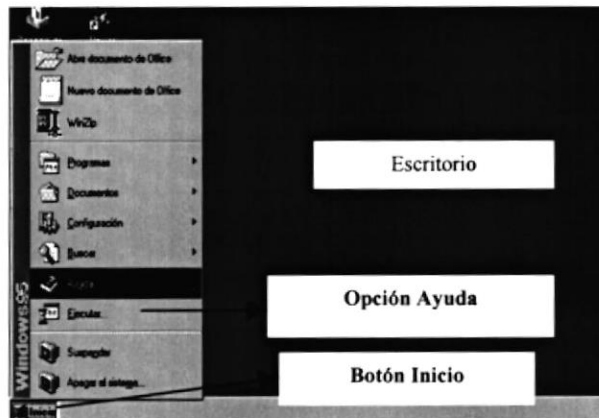 Abrir documento de Office
Nuevo documento de Office
WinZip
Programas
Documentos
Configuración
Buscar
Ejecutar...
Suspender
Apagar el sistema...
Windows95
Escritorio
Opción Ayuda
Botón Inicio